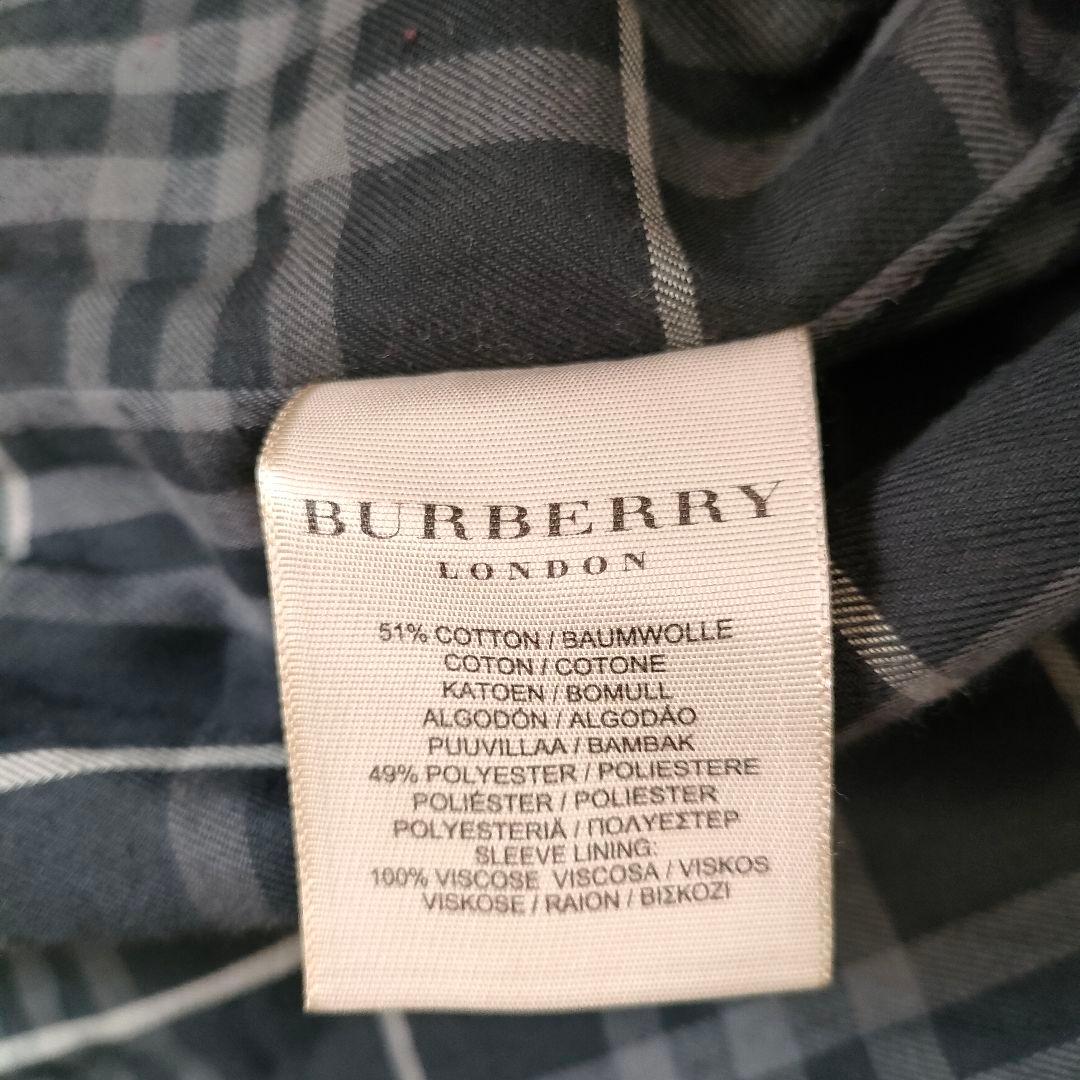 BURBERRY
LONDON
51% COTTON / BAUMWOLLE
COTON / COTONE
KATOEN / BOMULL
ALGODÓN / ALGODÃO
PUUVILLAA / BAMBAK
49% POLYESTER / POLIESTERE
POLIÉSTER / POLIESTER
POLYESTERIÄ / ΠΟΛΥΕΣΤΕΡ
SLEEVE LINING:
100% VISCOSE VISCOSA / VISKOS
VISKOSE / RAION / ΒΙΣΚΟΖΙ